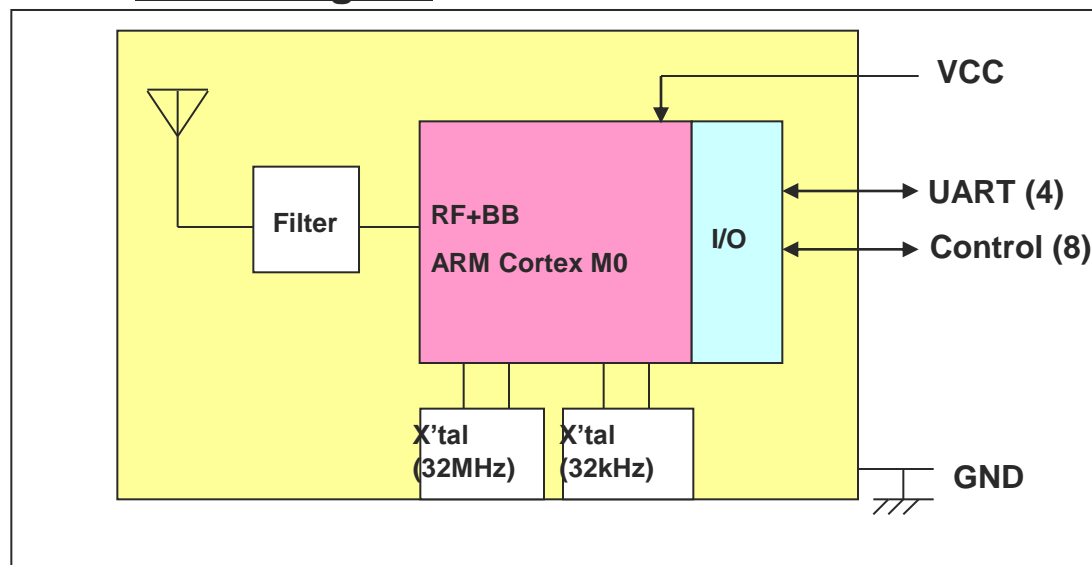 VCC
UART (4)
Filter
RF+BB
ARM Cortex M0
I/O
Control (8)
X'tal
(32MHz)
X'tal
(32kHz)
GND